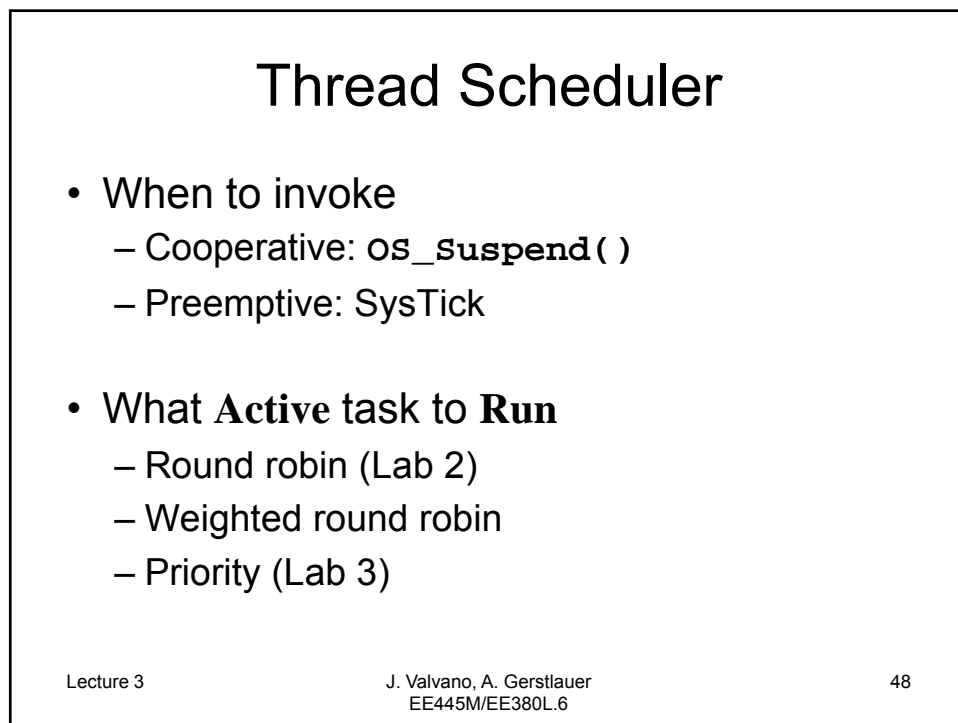 Thread Scheduler
• When to invoke
– Cooperative: OS_Suspend()
– Preemptive: SysTick
• What Active task to Run
– Round robin (Lab 2)
– Weighted round robin
– Priority (Lab 3)
Lecture 3
J. Valvano, A. Gerstlauer
EE445M/EE380L.6
48